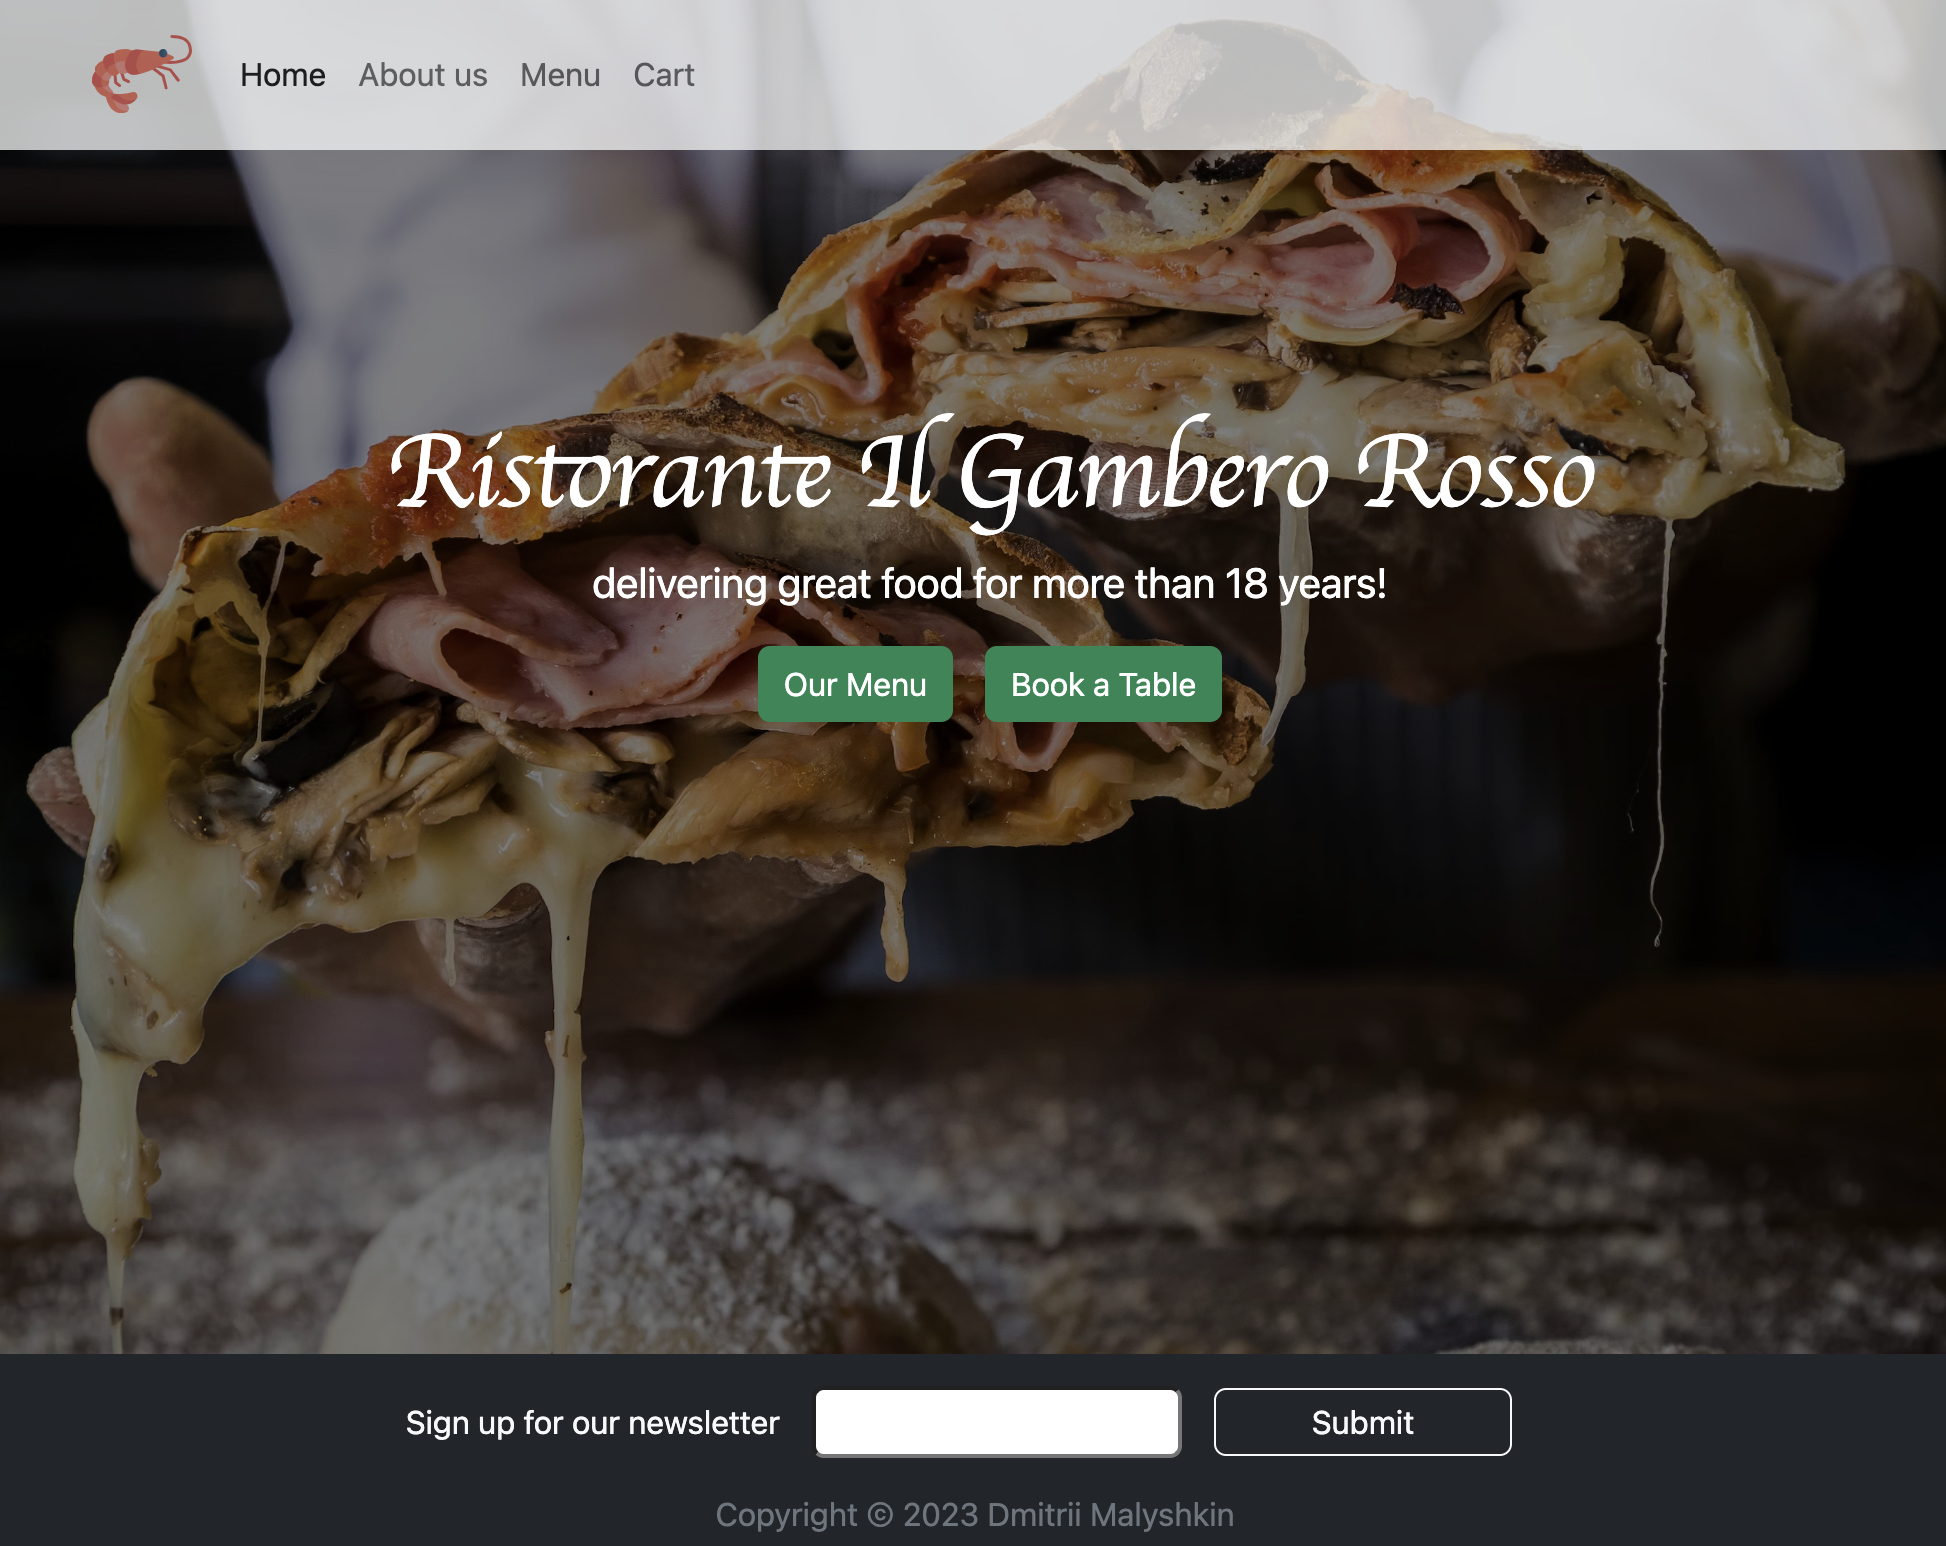 Home About us Menu Cart
Ristorante Il Gambero Rosso
delivering great food for more than 18 years!
Our Menu Book a Table
Sign up for our newsletter Submit
Copyright © 2023 Dmitrii Malyshkin